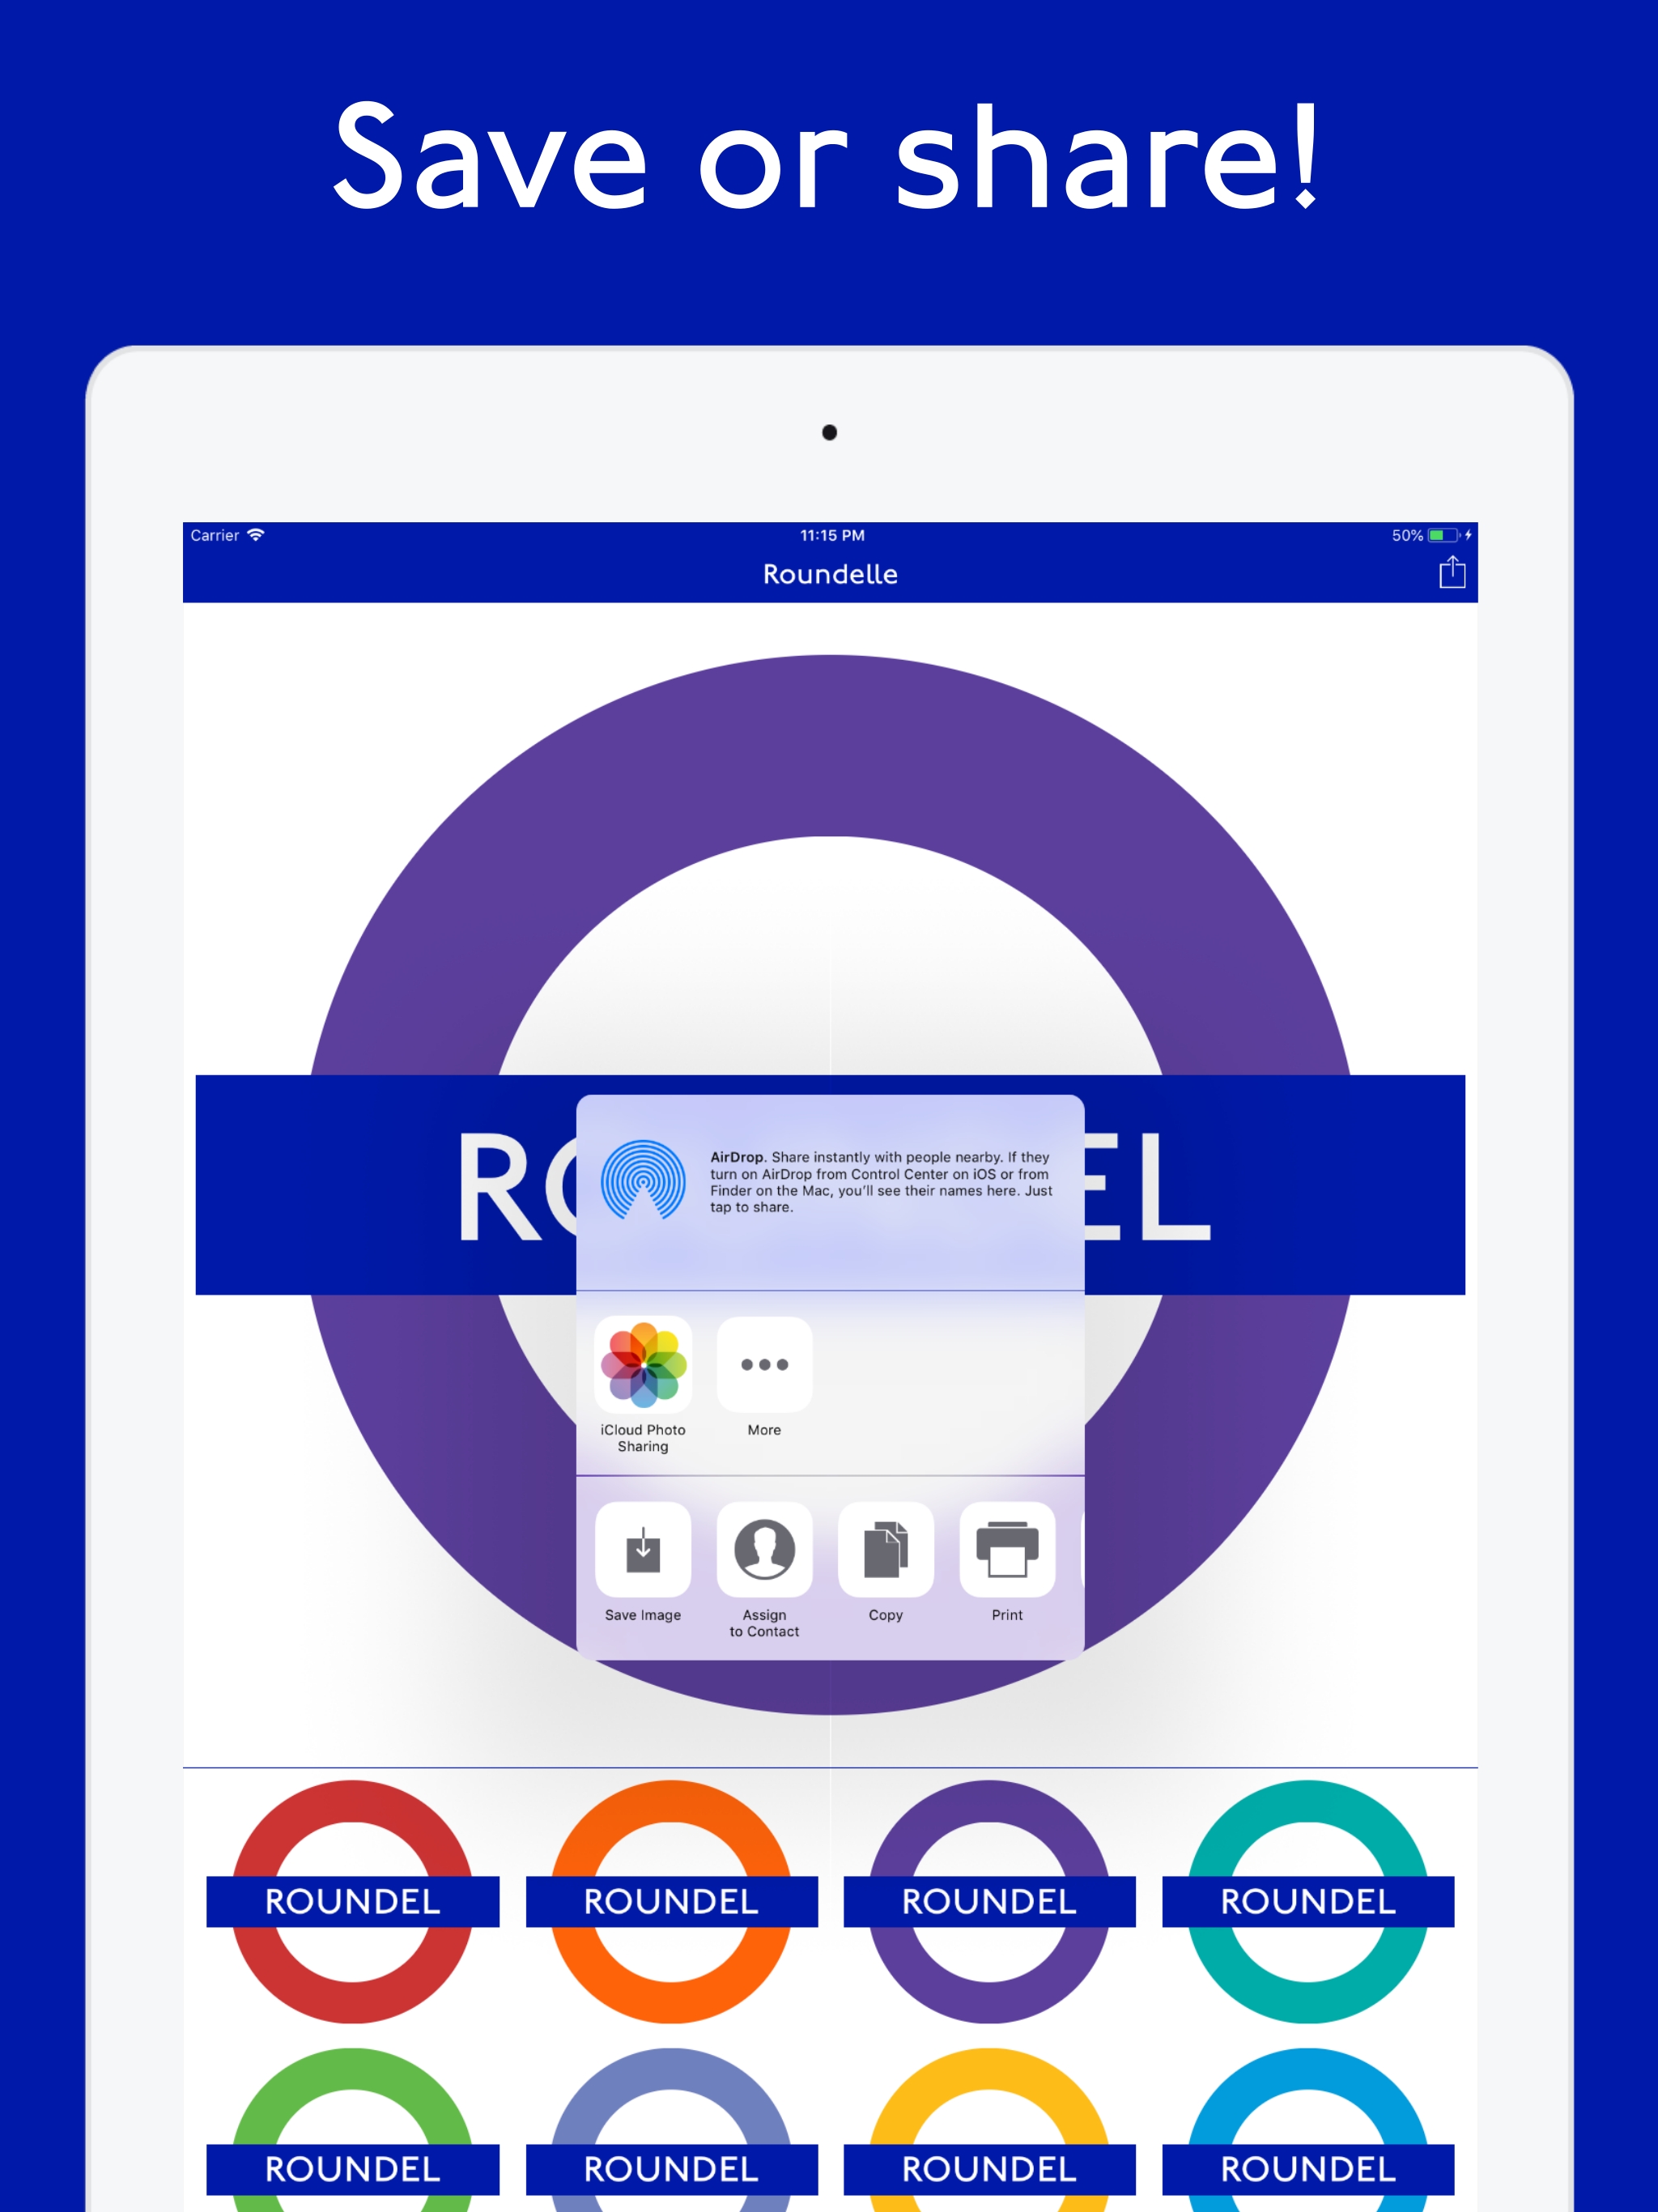 Save or share!
Carrier
11:15 PM
50%
Roundelle
AirDrop. Share instantly with people nearby. If they
turn on AirDrop from Control Center on iOS or from
Finder on the Mac, you'll see their names here. Just
tap to share.
RO
EL
iCloud Photo
Sharing
More
Save Image
Assign
to Contact
Copy
Print
ROUNDEL
ROUNDEL
ROUNDEL
ROUNDEL
ROUNDEL
ROUNDEL
ROUNDEL
ROUNDEL